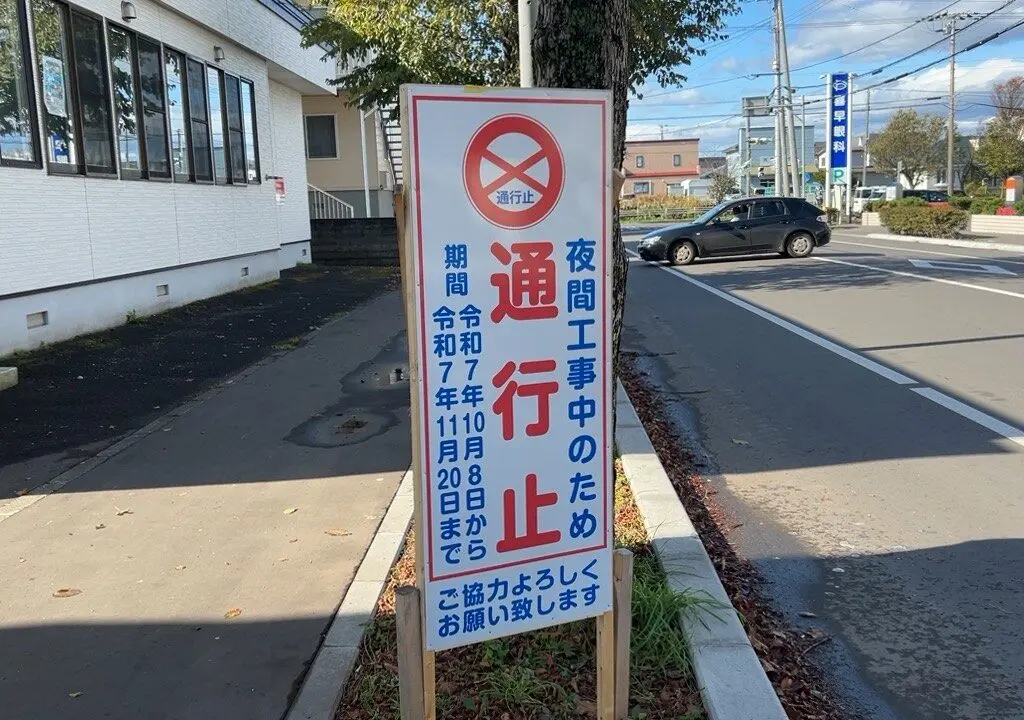 通行止
夜間工事中のため
通行止
期間
令和7年10月8日から
令和7年11月20日まで
ご協力よろしく
お願い致します
P